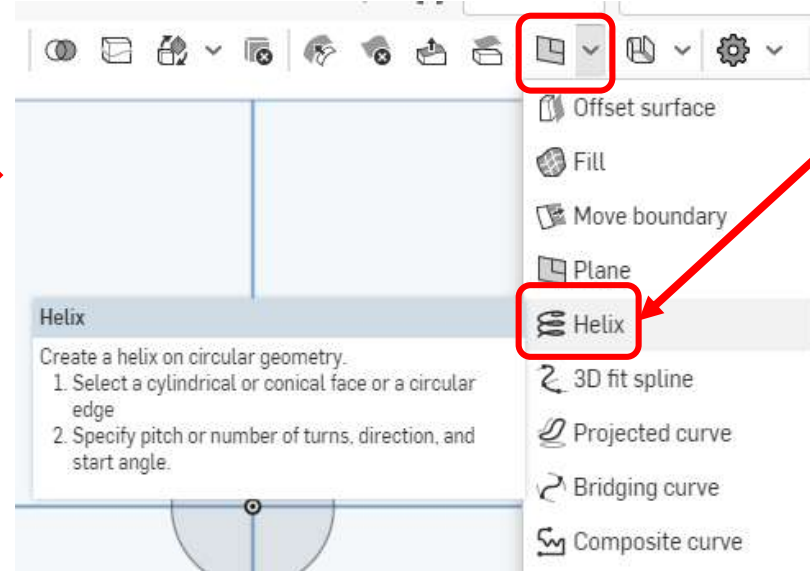 Offset surface
Fill
Move boundary
Plane
Helix
3D fit spline
Projected curve
Bridging curve
Composite curve
Helix
Create a helix on circular geometry.
1. Select a cylindrical or conical face or a circular
edge
2. Specify pitch or number of turns, direction, and
start angle.